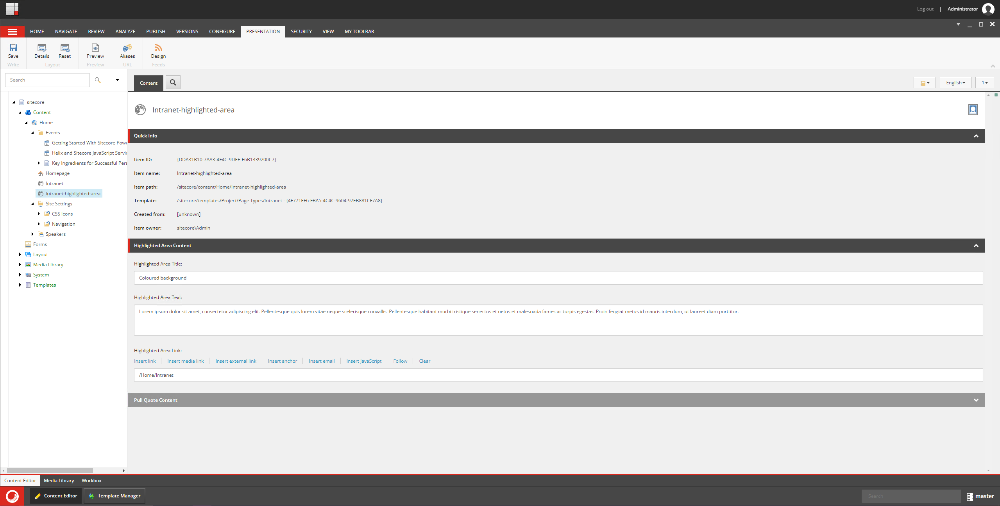 Log out | Administrator
HOME NAVIGATE REVIEW ANALYZE PUBLISH VERSIONS CONFIGURE PRESENTATION SECURITY VIEW MY TOOLBAR
Save Details Reset Preview Aliases Design
Write Layout Preview URL Feeds
Search
Content
English 1
sitecore
Content
Home
Events
Getting Started With Sitecore Powe
Helix and Sitecore JavaScript Servic
Key Ingredients for Successful Pers
Homepage
Intranet
Intranet-highlighted-area
Site Settings
CSS Icons
Navigation
Speakers
Forms
Layout
Media Library
System
Templates
Intranet-highlighted-area
Quick Info
Item ID: {DDA31B10-7AA3-4F4C-9DEE-E6B1339200C7}
Item name: Intranet-highlighted-area
Item path: /sitecore/content/Home/Intranet-highlighted-area
Template: /sitecore/templates/Project/Page Types/Intranet - {4F771EF6-FBA5-4C4C-9604-97EB881CF7A8}
Created from: [unknown]
Item owner: sitecore\Admin
Highlighted Area Content
Highlighted Area Title:
Coloured background
Highlighted Area Text:
Lorem ipsum dolor sit amet, consectetur adipiscing elit. Pellentesque quis lorem vitae neque scelerisque convallis. Pellentesque habitant morbi tristique senectus et netus et malesuada fames ac turpis egestas. Proin feugiat metus id mauris interdum, ut laoreet diam porttitor.
Highlighted Area Link:
Insert link Insert media link Insert external link Insert anchor Insert email Insert JavaScript Follow Clear
/Home/Intranet
Pull Quote Content
Content Editor Media Library Workbox
Content Editor Template Manager Search master